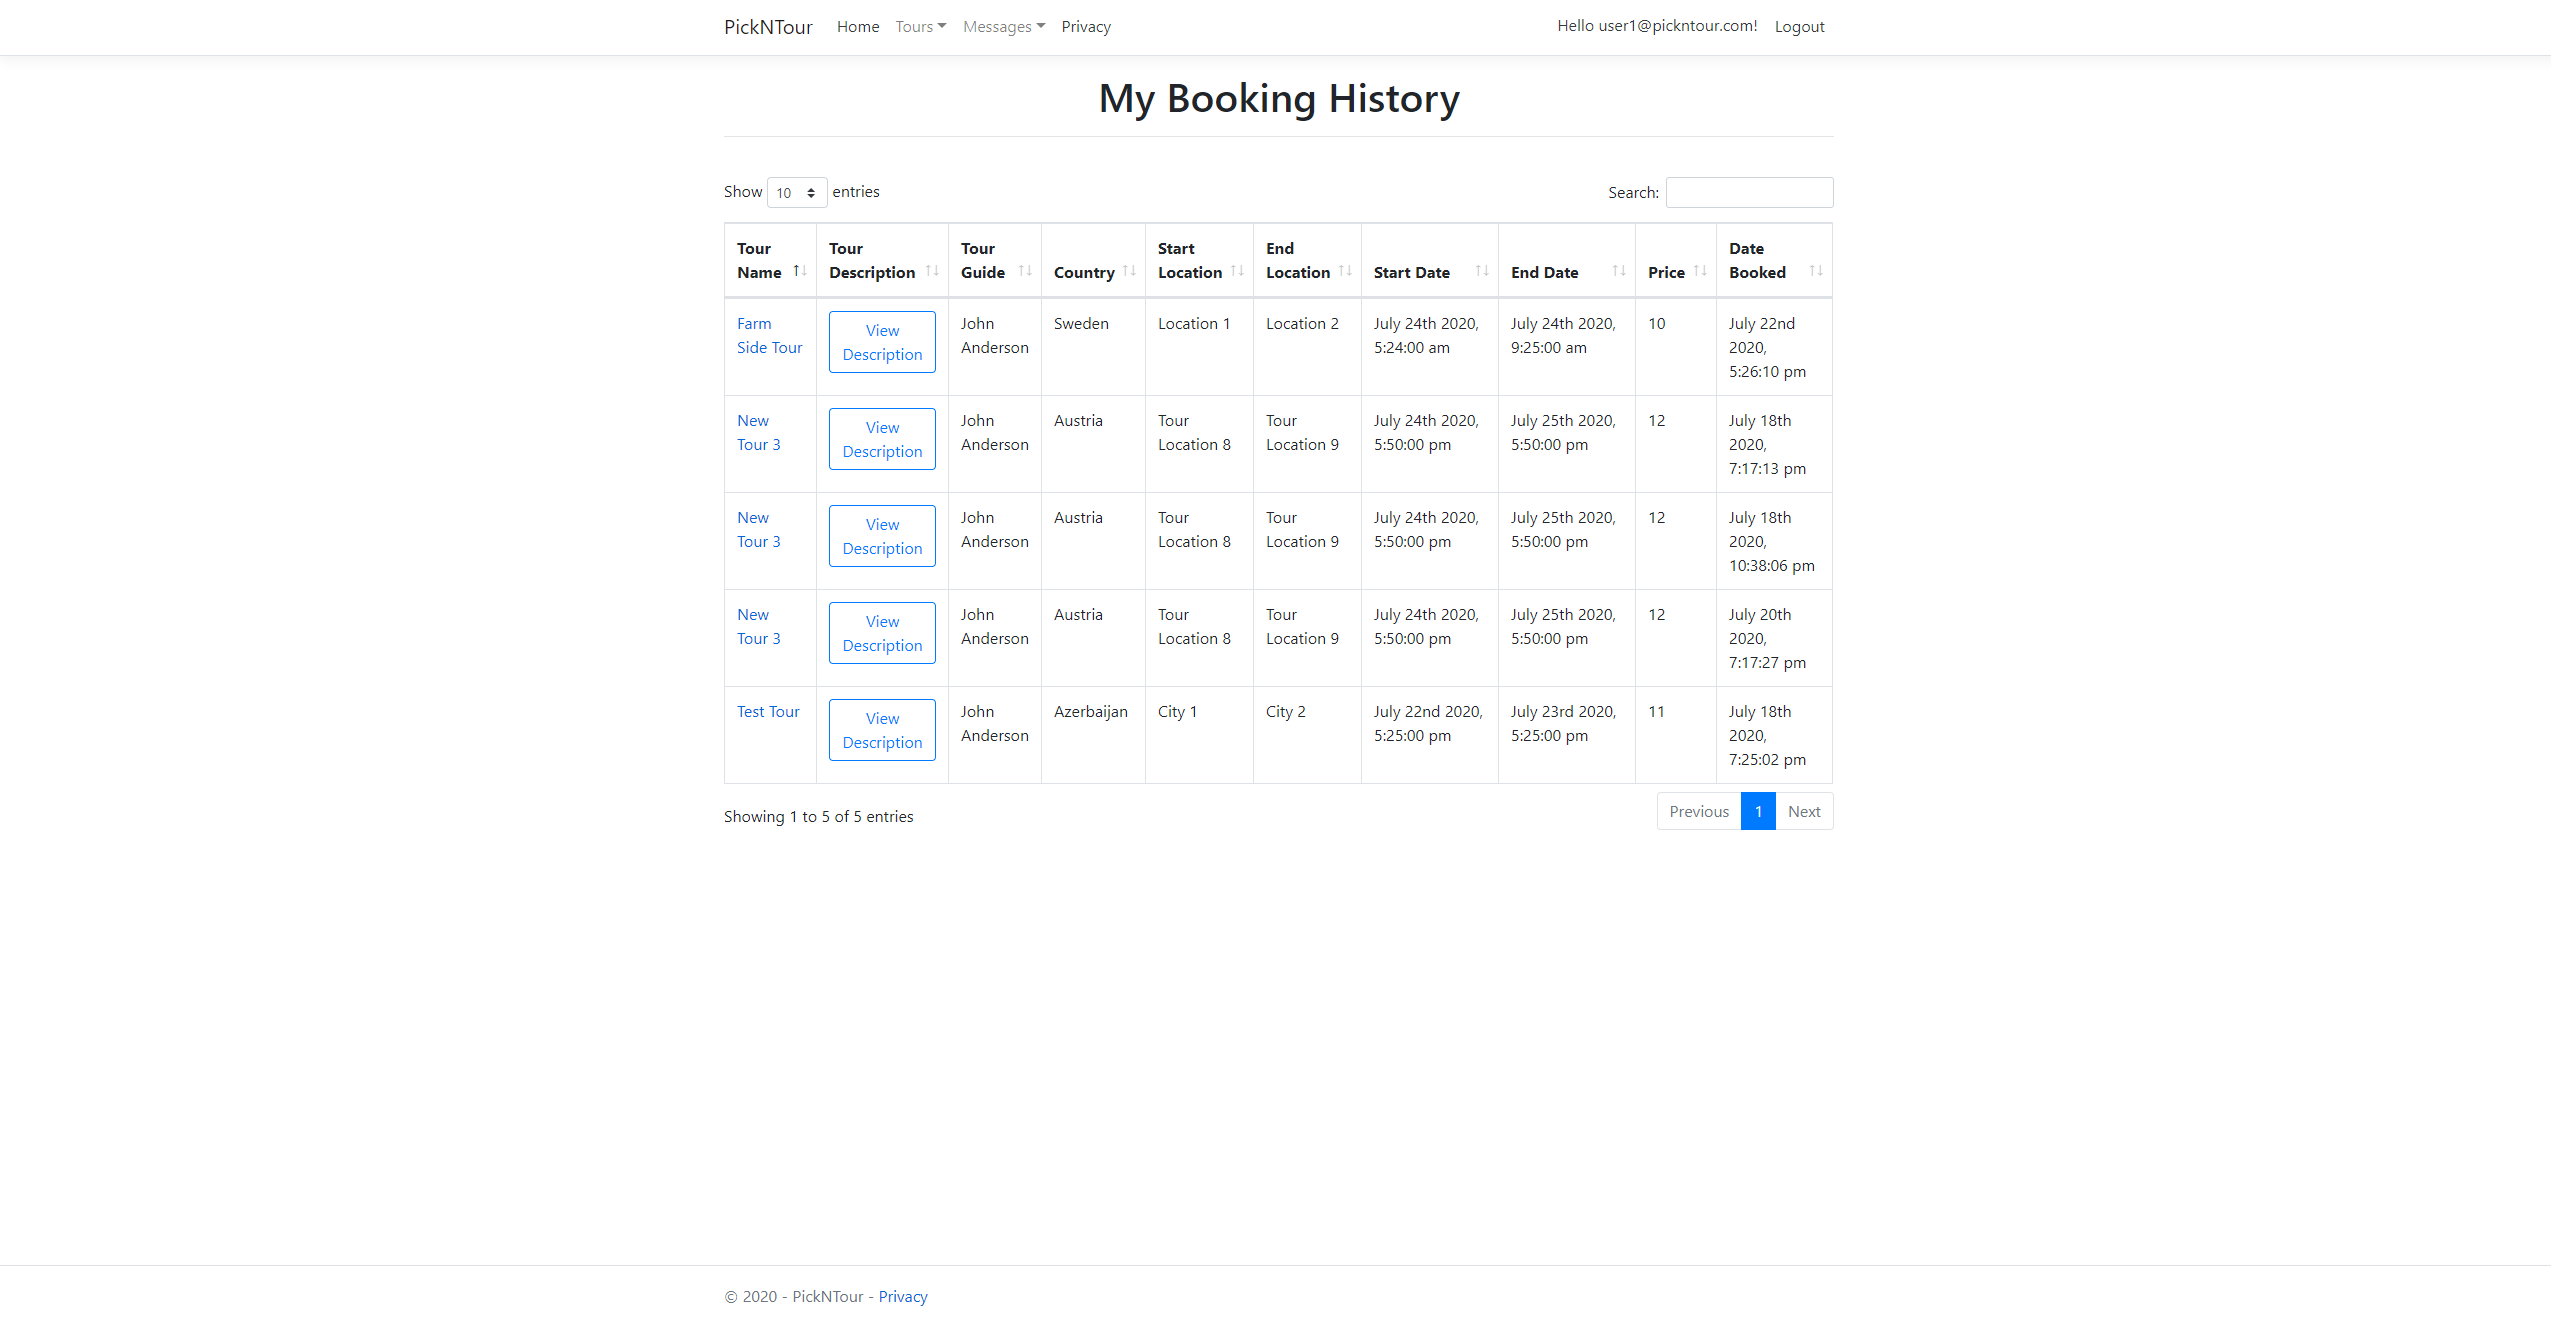 PickNTour Home Tours Messages Privacy Hello user1@pickntour.com! Logout
My Booking History
Show 10 entries Search:
Tour Name Tour Description Tour Guide Country Start Location End Location Start Date End Date Price Date Booked
Farm Side Tour View Description John Anderson Sweden Location 1 Location 2 July 24th 2020, 5:24:00 am July 24th 2020, 9:25:00 am 10 July 22nd 2020, 5:26:10 pm
New Tour 3 View Description John Anderson Austria Tour Location 8 Tour Location 9 July 24th 2020, 5:50:00 pm July 25th 2020, 5:50:00 pm 12 July 18th 2020, 7:17:13 pm
New Tour 3 View Description John Anderson Austria Tour Location 8 Tour Location 9 July 24th 2020, 5:50:00 pm July 25th 2020, 5:50:00 pm 12 July 18th 2020, 10:38:06 pm
New Tour 3 View Description John Anderson Austria Tour Location 8 Tour Location 9 July 24th 2020, 5:50:00 pm July 25th 2020, 5:50:00 pm 12 July 20th 2020, 7:17:27 pm
Test Tour View Description John Anderson Azerbaijan City 1 City 2 July 22nd 2020, 5:25:00 pm July 23rd 2020, 5:25:00 pm 11 July 18th 2020, 7:25:02 pm
Showing 1 to 5 of 5 entries Previous 1 Next
© 2020 - PickNTour - Privacy